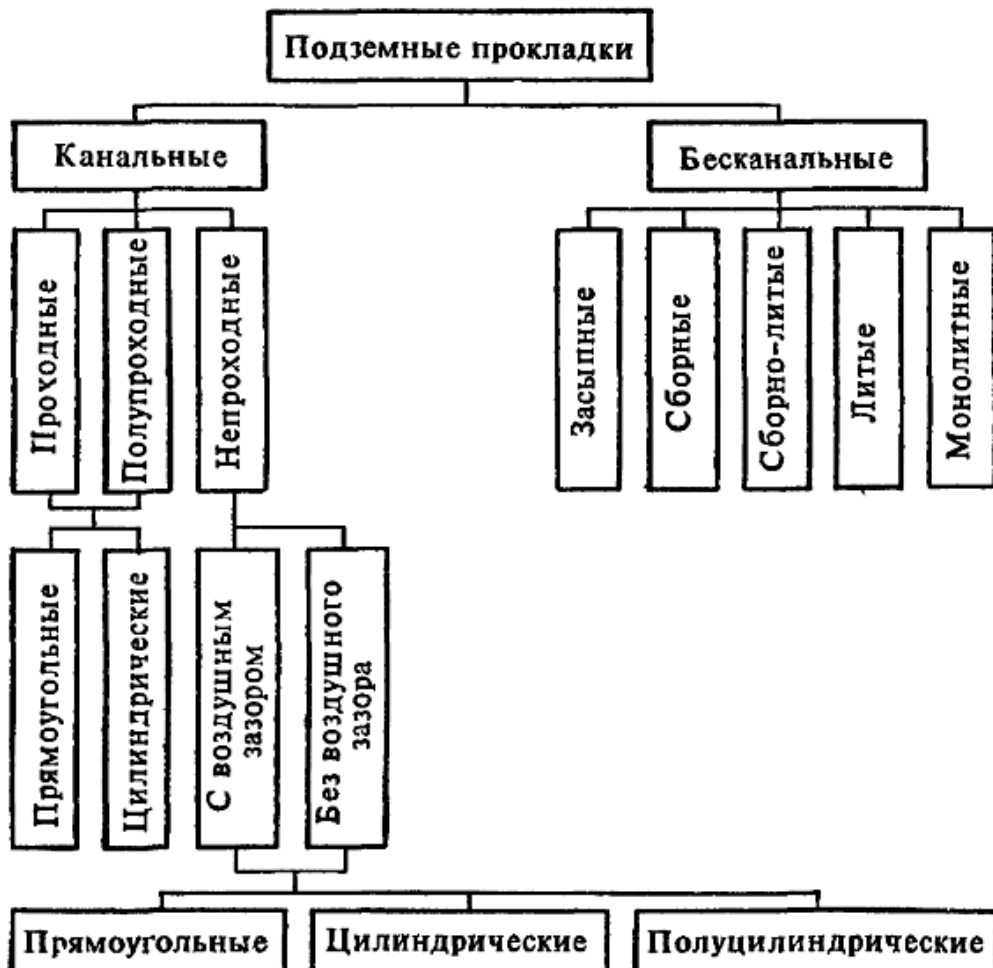 Подземные прокладки
Канальные
Бесканальные
Проходные
Полупроходные
Непроходные
Засыпные
Сборные
Сборно-литые
Литые
Монолитные
Прямоугольные
Цилиндрические
С воздушным
зазором
Без воздушного
зазора
Прямоугольные
Цилиндрические
Полуцилиндрические